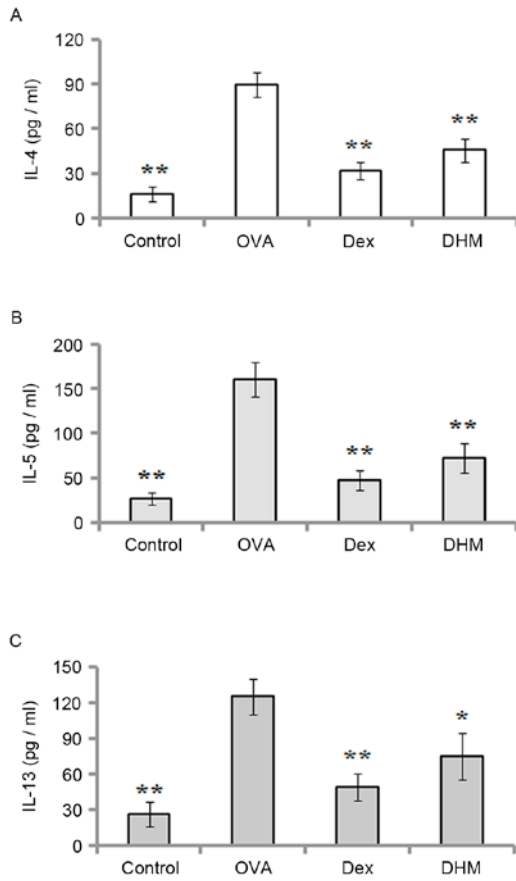 A
IL-4 (pg / ml)
120
90
60
30
0
**
**
**
Control OVA Dex DHM
B
IL-5 (pg / ml)
200
150
100
50
0
**
**
**
Control OVA Dex DHM
C
IL-13 (pg / ml)
150
120
90
60
30
0
**
**
*
Control OVA Dex DHM